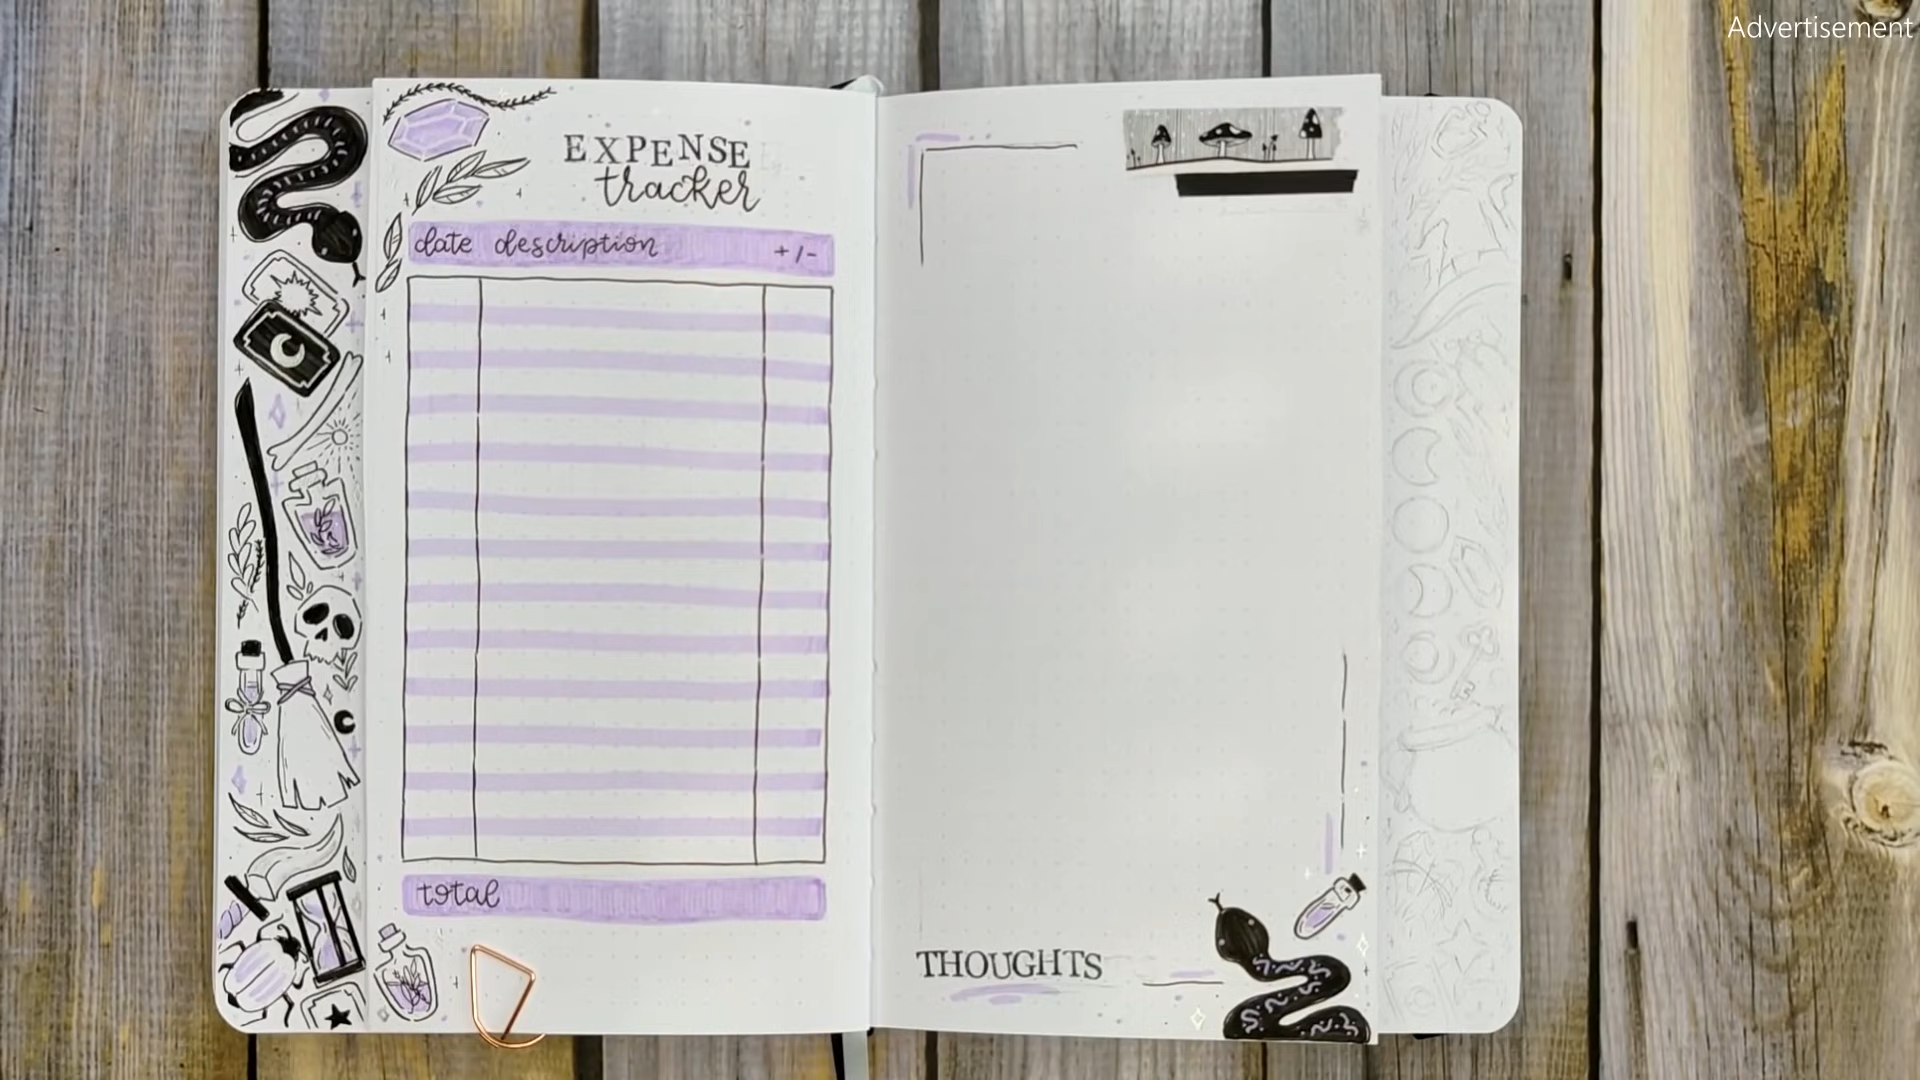 Advertisement
EXPENSE
tracker
date description +/-
total
THOUGHTS